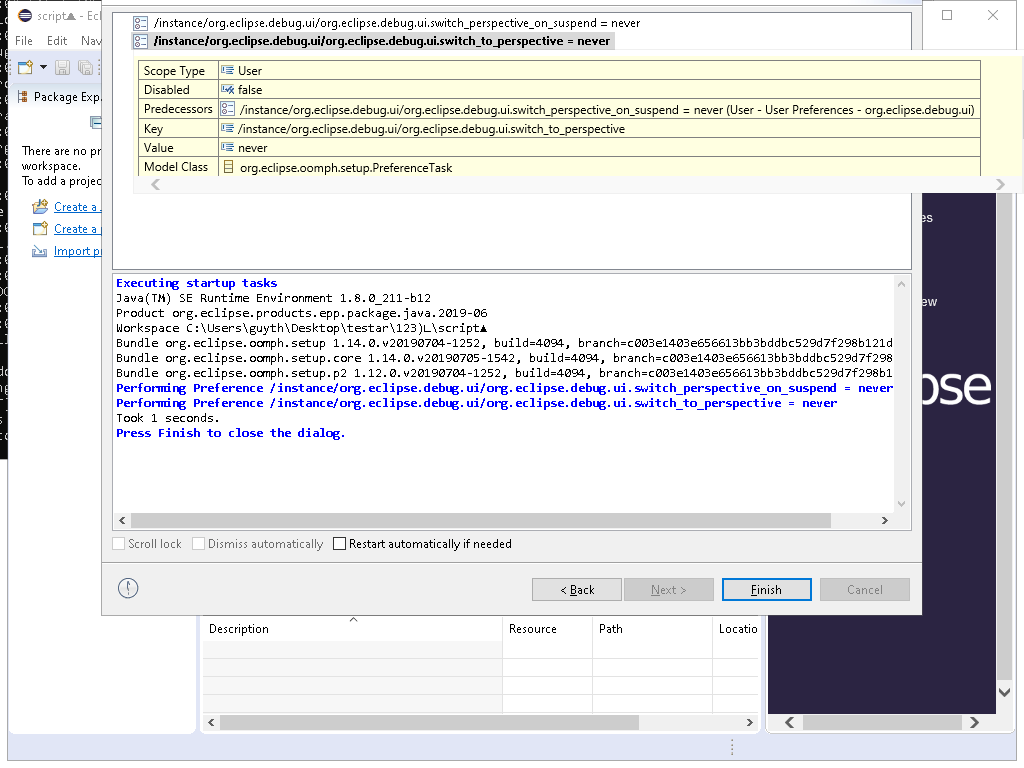 script▲ - Ecl
/instance/org.eclipse.debug.ui/org.eclipse.debug.ui.switch_perspective_on_suspend = never
File Edit Nav
/instance/org.eclipse.debug.ui/org.eclipse.debug.ui.switch_to_perspective = never
Scope Type User
Disabled false
Package Exp
Predecessors /instance/org.eclipse.debug.ui/org.eclipse.debug.ui.switch_perspective_on_suspend = never (User - User Preferences - org.eclipse.debug.ui)
Key /instance/org.eclipse.debug.ui/org.eclipse.debug.ui.switch_to_perspective
Value never
Model Class org.eclipse.oomph.setup.PreferenceTask
There are no pr
workspace.
To add a projec
Create a
Create a
Import p
es
ew
pse
Executing startup tasks
Java(TM) SE Runtime Environment 1.8.0_211-b12
Product org.eclipse.products.epp.package.java.2019-06
Workspace C:\Users\guyth\Desktop\testar\123)∟\script▲
Bundle org.eclipse.oomph.setup 1.14.0.v20190704-1252, build=4094, branch=c003e1403e656613bb3bddbc529d7f298b121d
Bundle org.eclipse.oomph.setup.core 1.14.0.v20190705-1542, build=4094, branch=c003e1403e656613bb3bddbc529d7f298
Bundle org.eclipse.oomph.setup.p2 1.12.0.v20190704-1252, build=4094, branch=c003e1403e656613bb3bddbc529d7f298b1
Performing Preference /instance/org.eclipse.debug.ui/org.eclipse.debug.ui.switch_perspective_on_suspend = never
Performing Preference /instance/org.eclipse.debug.ui/org.eclipse.debug.ui.switch_to_perspective = never
Took 1 seconds.
Press Finish to close the dialog.
Scroll lock Dismiss automatically Restart automatically if needed
< Back Next > Finish Cancel
Description Resource Path Locatio